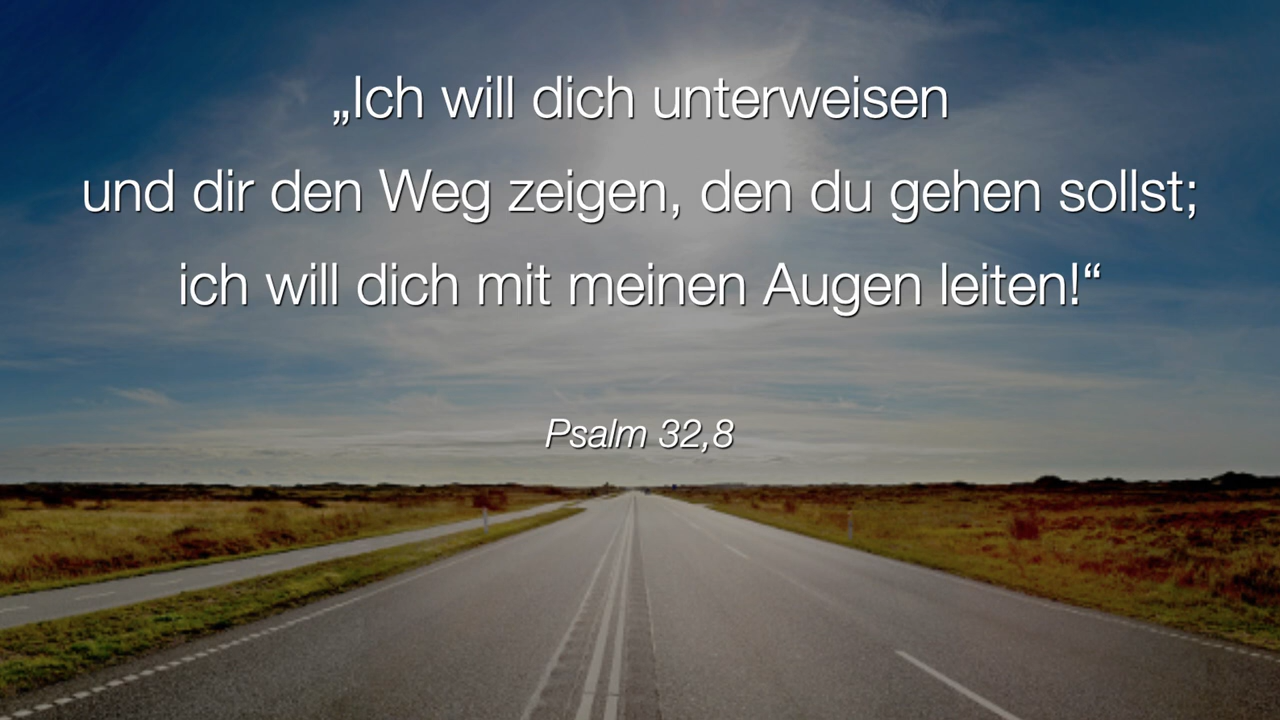 „Ich will dich unterweisen
und dir den Weg zeigen, den du gehen sollst;
ich will dich mit meinen Augen leiten!“
Psalm 32,8